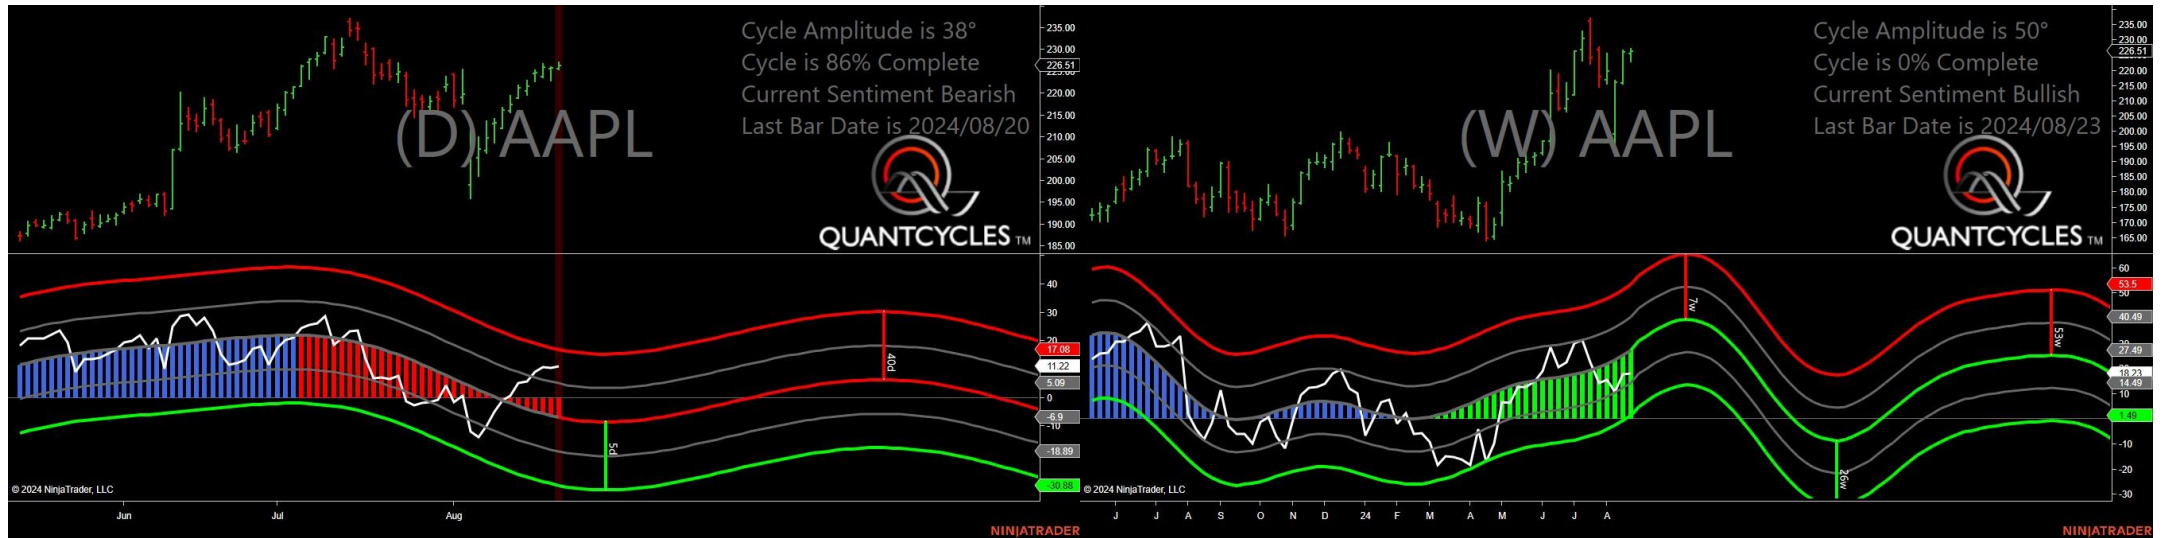 Cycle Amplitude is 38°
Cycle is 86% Complete
Current Sentiment Bearish
Last Bar Date is 2024/08/20
(D) AAPL
QUANTCYCLES TM
235.00
230.00
226.51
225.00
220.00
215.00
210.00
205.00
200.00
195.00
190.00
185.00
40
30
20
17.08
11.22
5.09
0
-6.9
-10
-18.89
-30.88
5d
40d
© 2024 NinjaTrader, LLC
Jun Jul Aug
NINJATRADER
Cycle Amplitude is 50°
Cycle is 0% Complete
Current Sentiment Bullish
Last Bar Date is 2024/08/23
(W) AAPL
QUANTCYCLES TM
235.00
230.00
226.51
220.00
215.00
210.00
205.00
200.00
195.00
190.00
185.00
180.00
175.00
170.00
165.00
60
53.5
50
40.49
27.49
18.23
14.49
10
1.49
-10
-20
-30
7w
26w
53w
© 2024 NinjaTrader, LLC
J J A S O N D 24 F M A M J J A
NINJATRADER